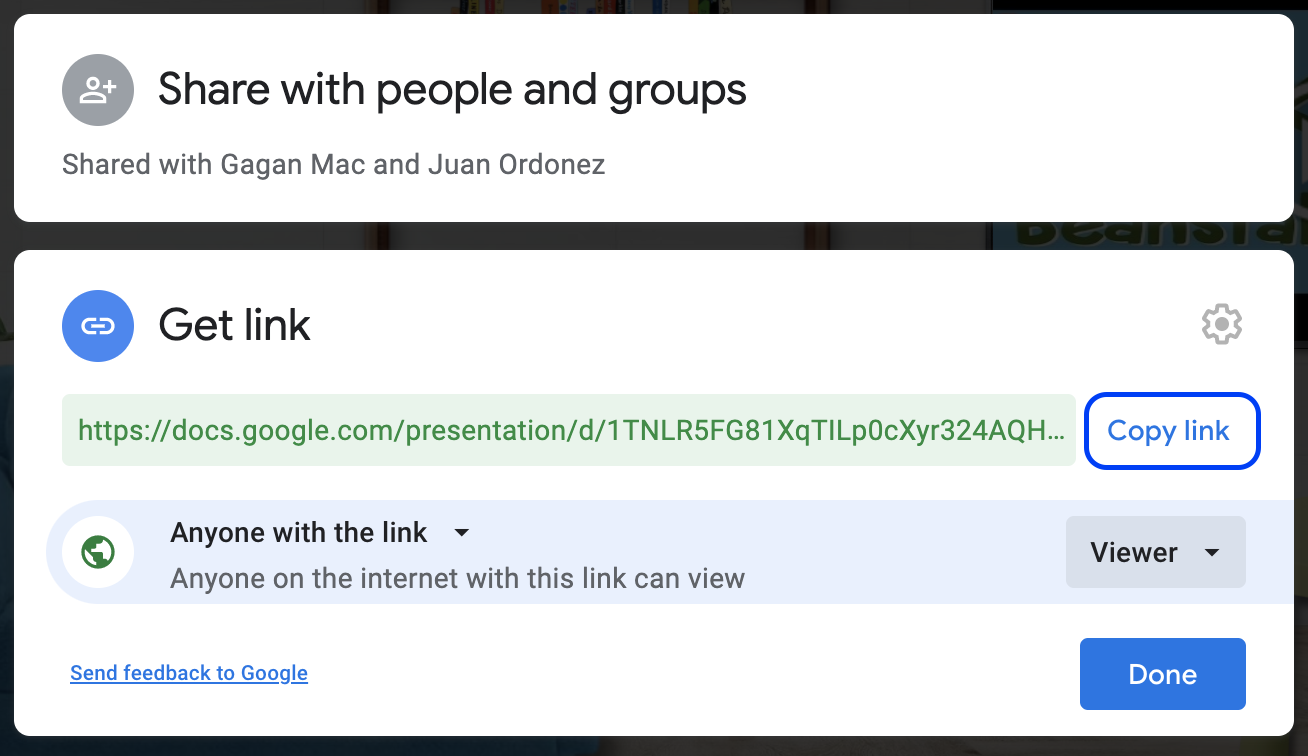 Share with people and groups
Shared with Gagan Mac and Juan Ordonez
Get link
https://docs.google.com/presentation/d/1TNLR5FG81XqTILp0cXyr324AQH...
Copy link
Anyone with the link
Anyone on the internet with this link can view
Viewer
Send feedback to Google
Done